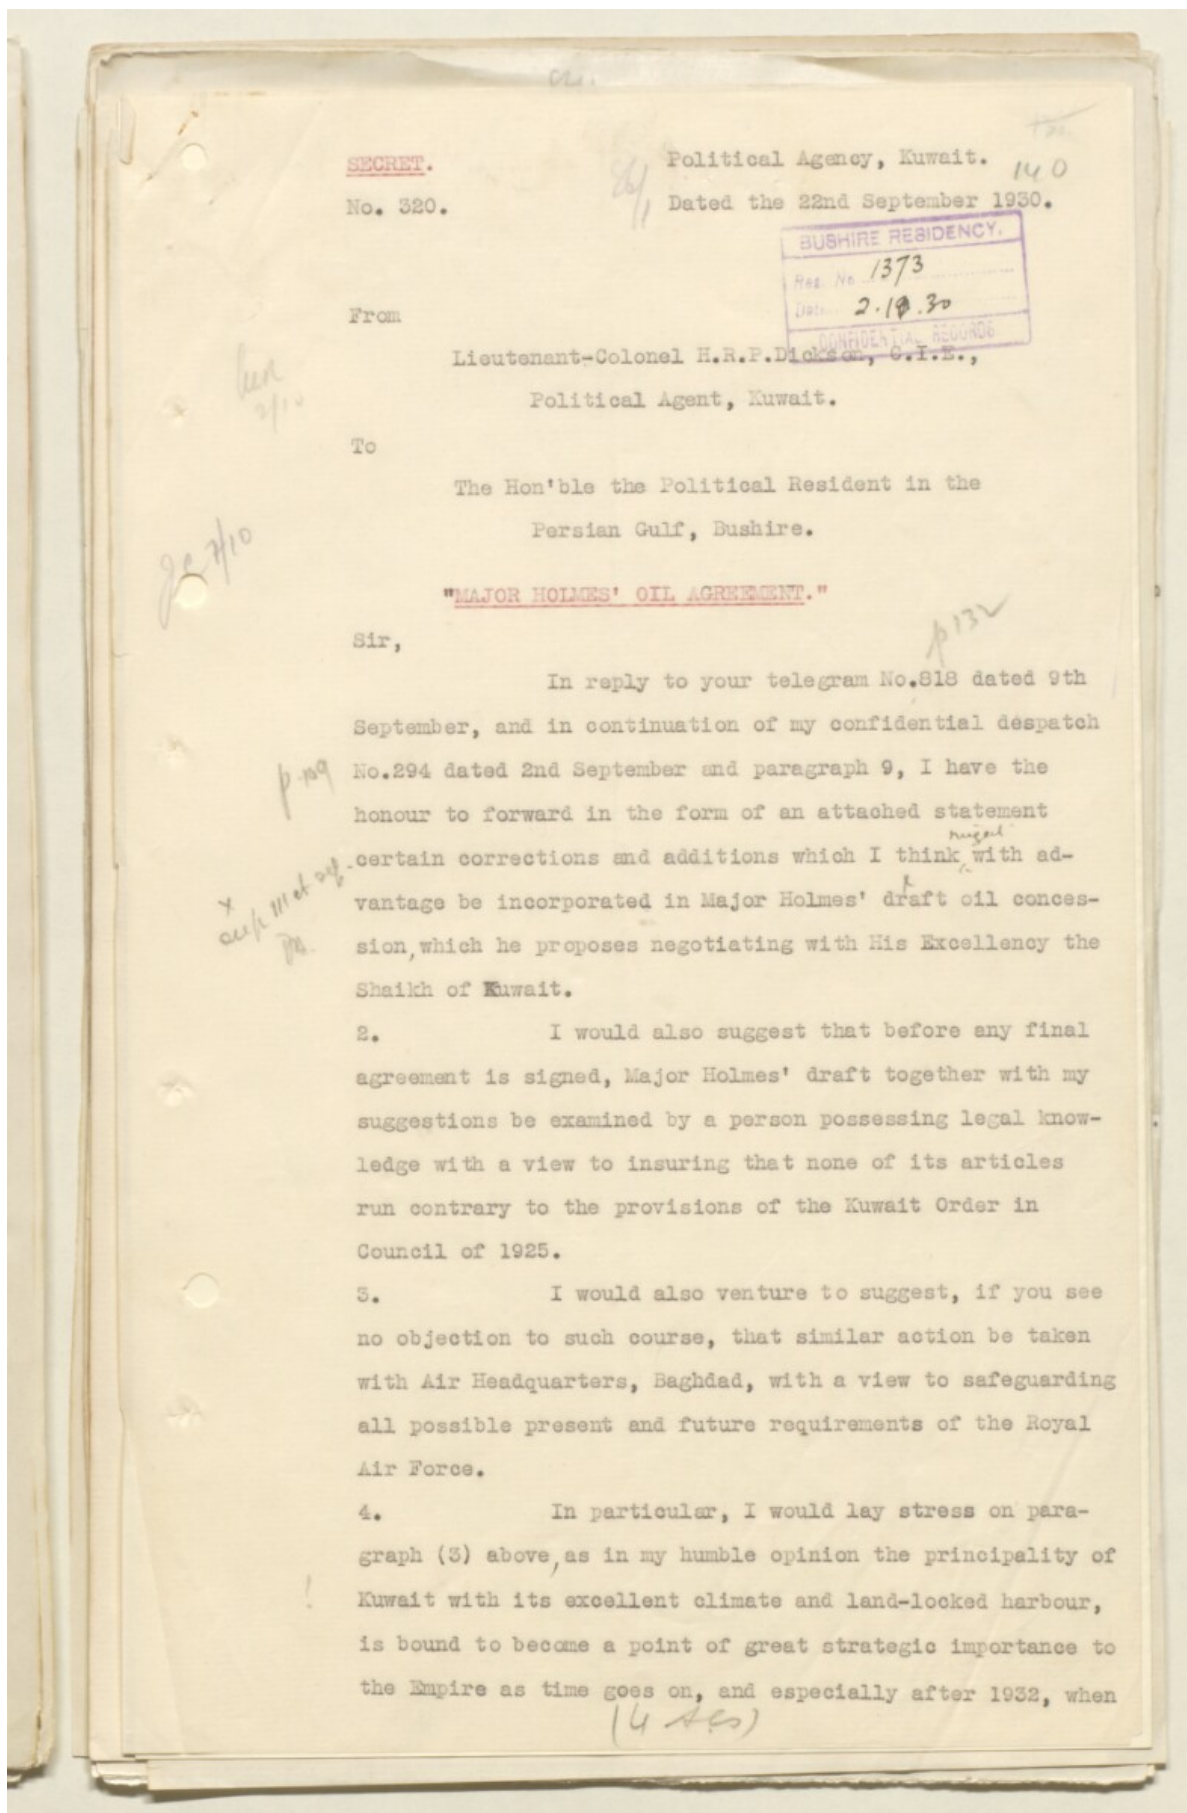 SECRET.
Political Agency, Kuwait.
140
No. 320.
Dated the 22nd September 1930.
BUSHIRE RESIDENCY.
Reg. No 1373
Date 2.10.30
CONFIDENTIAL RECORDS
From
Lieutenant-Colonel H.R.P.Dickson, C.I.E.,
Political Agent, Kuwait.
2/10
To
The Hon'ble the Political Resident in the
Persian Gulf, Bushire.
7/10
"MAJOR HOLMES' OIL AGREEMENT."
p 132
Sir,
In reply to your telegram No.818 dated 9th
September, and in continuation of my confidential despatch
No.294 dated 2nd September and paragraph 9, I have the
honour to forward in the form of an attached statement
might
certain corrections and additions which I think with ad-
x
vantage be incorporated in Major Holmes' draft oil conces-
sion, which he proposes negotiating with His Excellency the
Shaikh of Kuwait.
2. I would also suggest that before any final
agreement is signed, Major Holmes' draft together with my
suggestions be examined by a person possessing legal know-
ledge with a view to insuring that none of its articles
run contrary to the provisions of the Kuwait Order in
Council of 1925.
3. I would also venture to suggest, if you see
no objection to such course, that similar action be taken
with Air Headquarters, Baghdad, with a view to safeguarding
all possible present and future requirements of the Royal
Air Force.
4. In particular, I would lay stress on para-
graph (3) above, as in my humble opinion the principality of
! Kuwait with its excellent climate and land-locked harbour,
is bound to become a point of great strategic importance to
the Empire as time goes on, and especially after 1932, when